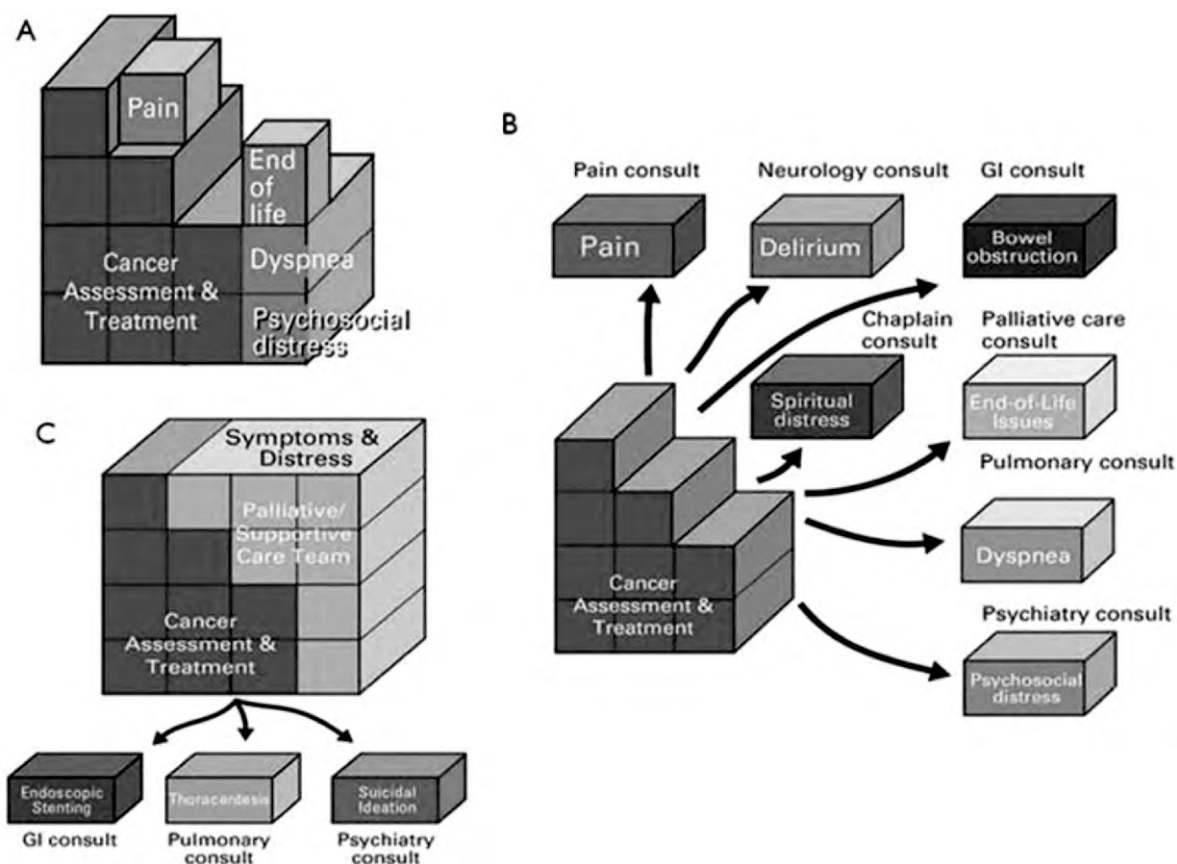 A
Pain
End
of
life
Cancer
Assessment &
Treatment
Dyspnea
Psychosocial
distress
B
Pain consult
Neurology consult
GI consult
Pain
Delirium
Bowel
obstruction
Chaplain
consult
Palliative care
consult
Spiritual
distress
End-of-Life
Issues
Pulmonary consult
Dyspnea
Cancer
Assessment &
Treatment
Psychiatry consult
Psychosocial
distress
C
Symptoms &
Distress
Palliative/
Supportive
Care Team
Cancer
Assessment &
Treatment
Endoscopic
Stenting
Thoracentesis
Suicidal
Ideation
GI consult
Pulmonary
consult
Psychiatry
consult